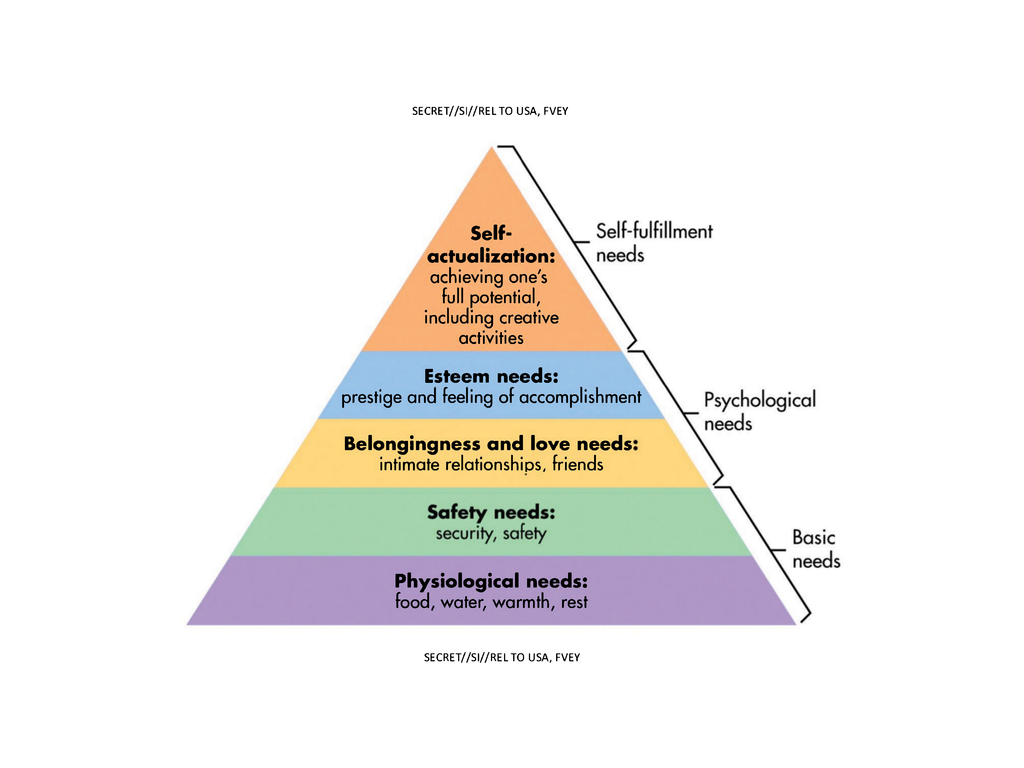 SECRET//SI//REL TO USA, FVEY
Self-
actualization:
achieving one's
full potential,
including creative
activities
Self-fulfillment
needs
Esteem needs:
prestige and feeling of accomplishment
Belongingness and love needs:
intimate relationships, friends
Psychological
needs
Safety needs:
security, safety
Physiological needs:
food, water, warmth, rest
Basic
needs
SECRET//SI//REL TO USA, FVEY